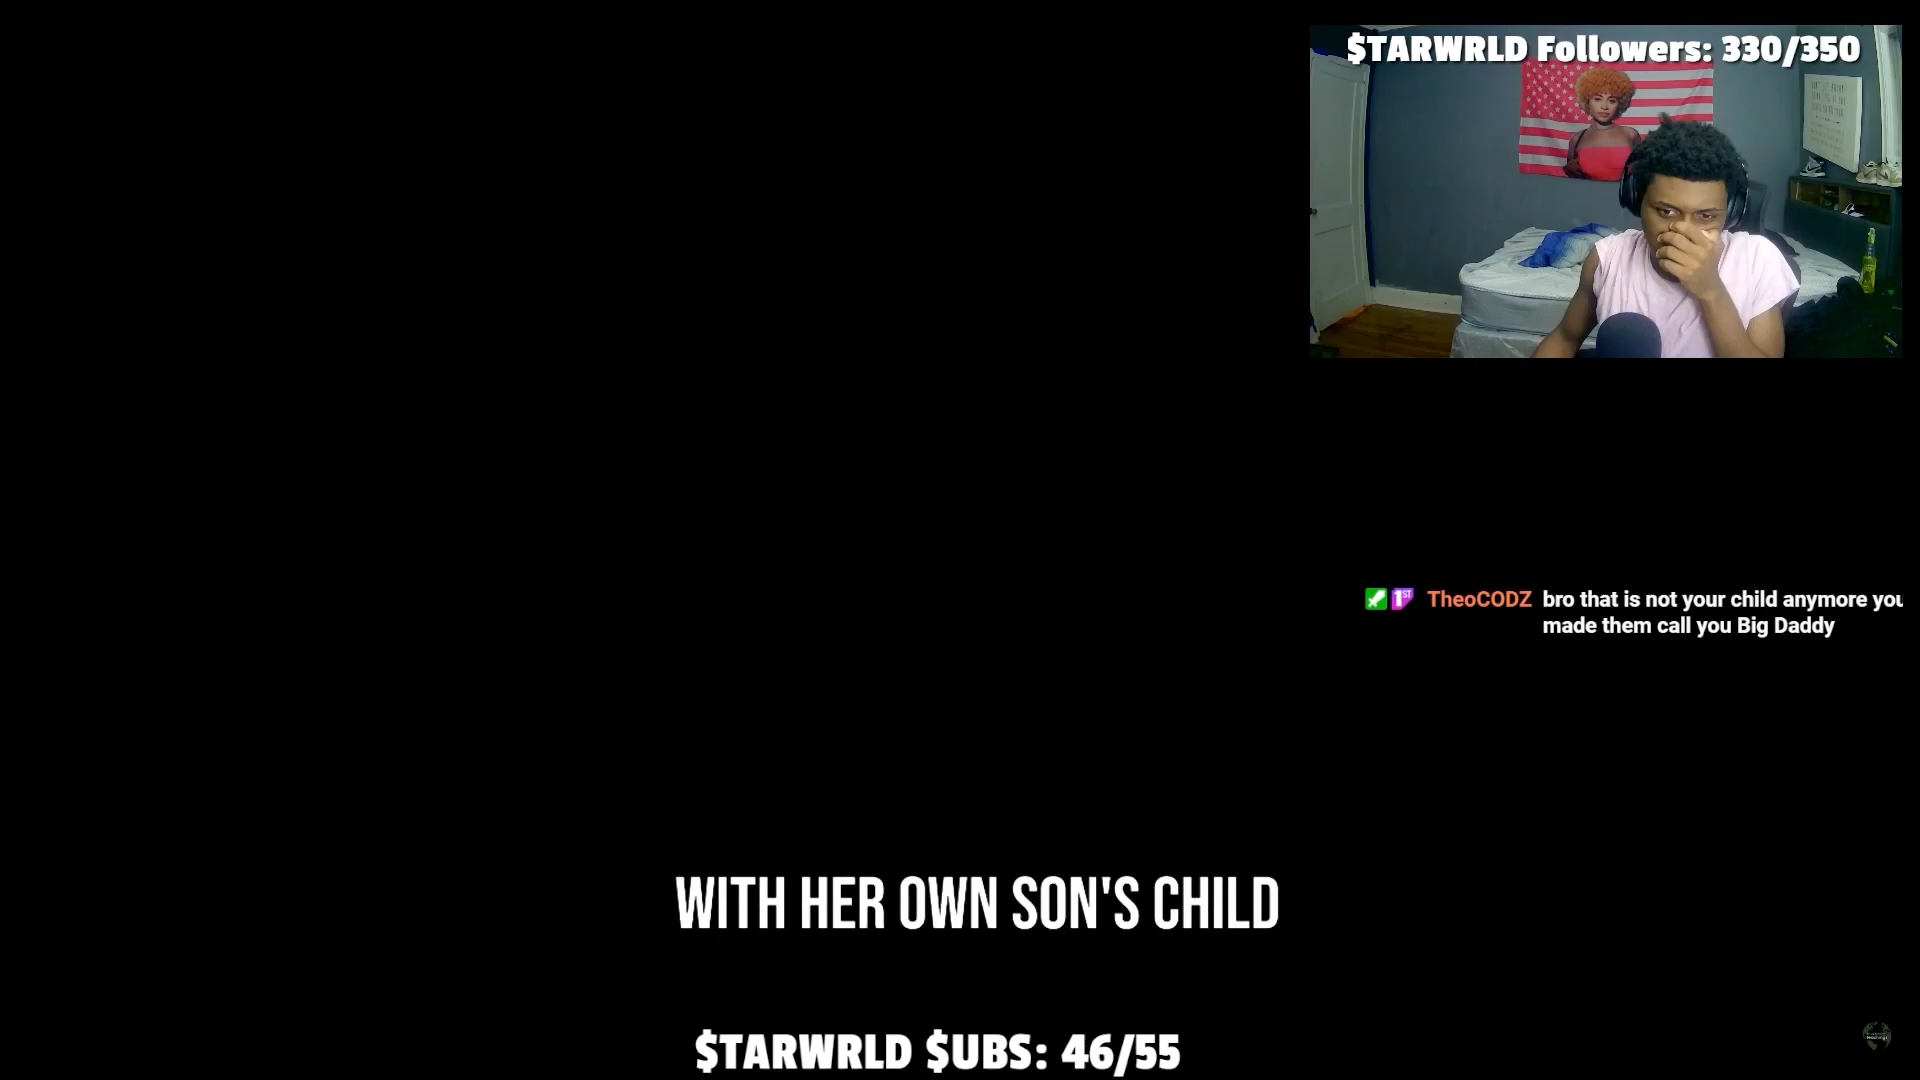 $TARWRLD Followers: 330/350
TheoCODZ bro that is not your child anymore you
made them call you Big Daddy
WITH HER OWN SON'S CHILD
$TARWRLD $UBS: 46/55